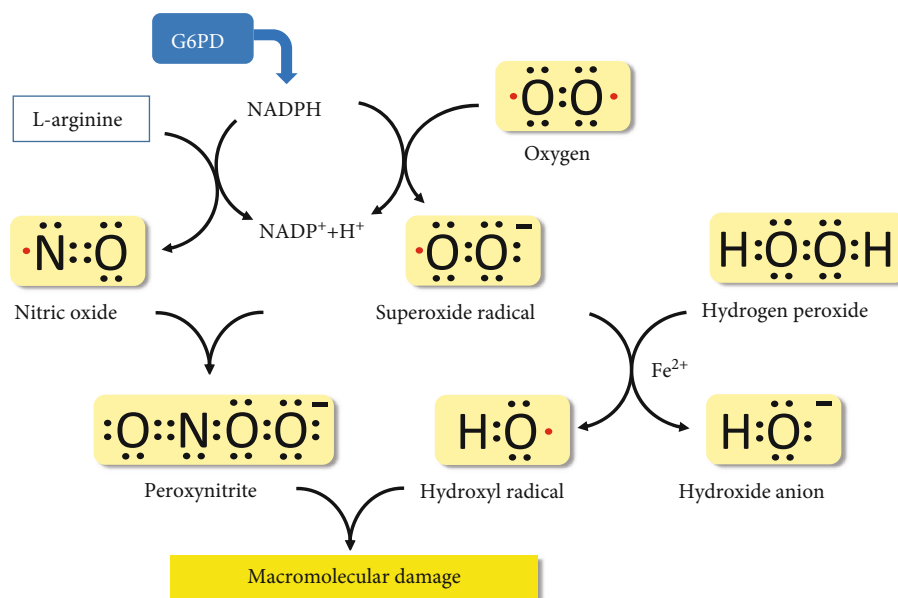 G6PD
L-arginine
NADPH
O:O
Oxygen
NADP⁺+H⁺
N::O
Nitric oxide
O:O⁻
Superoxide radical
H:O:O:H
Hydrogen peroxide
Fe²⁺
:O::N:O:O:⁻
Peroxynitrite
H:O·
Hydroxyl radical
H:O:⁻
Hydroxide anion
Macromolecular damage